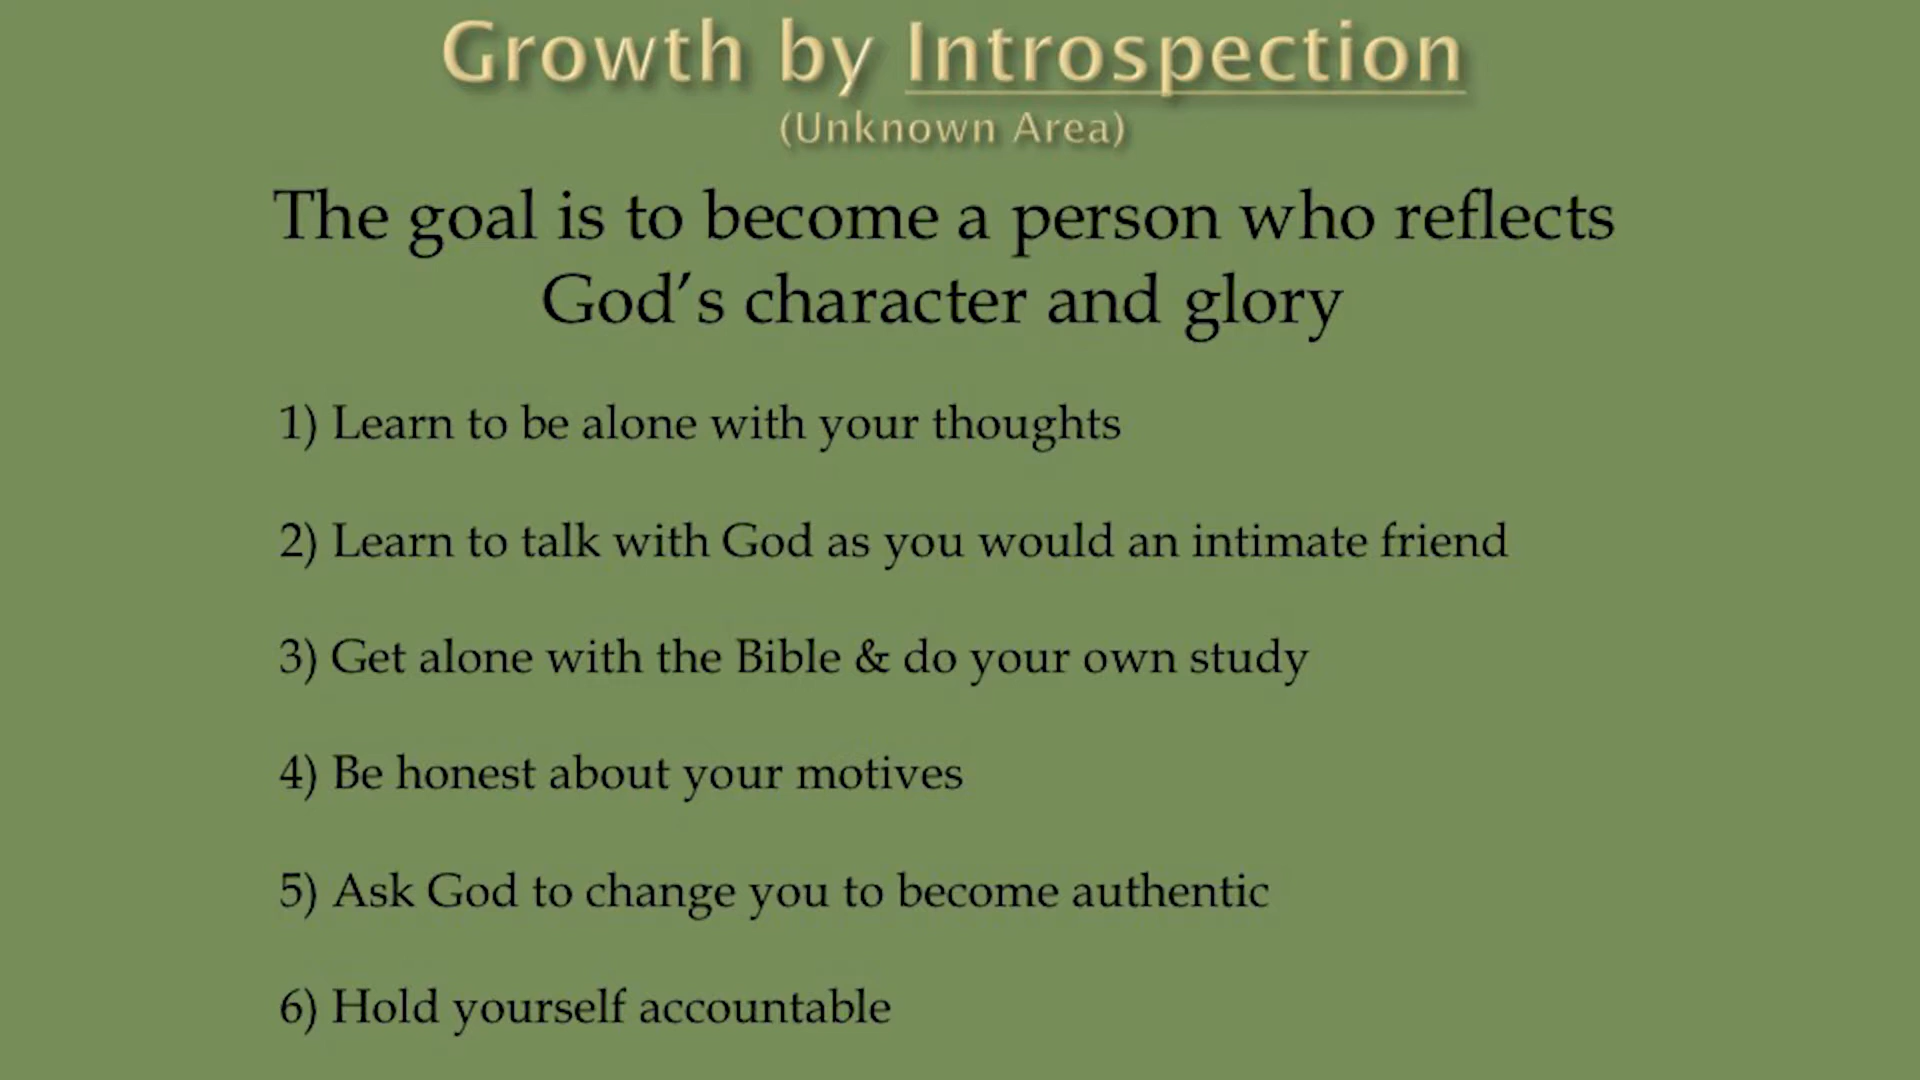 Growth by Introspection
(Unknown Area)
The goal is to become a person who reflects
God’s character and glory
1) Learn to be alone with your thoughts
2) Learn to talk with God as you would an intimate friend
3) Get alone with the Bible & do your own study
4) Be honest about your motives
5) Ask God to change you to become authentic
6) Hold yourself accountable